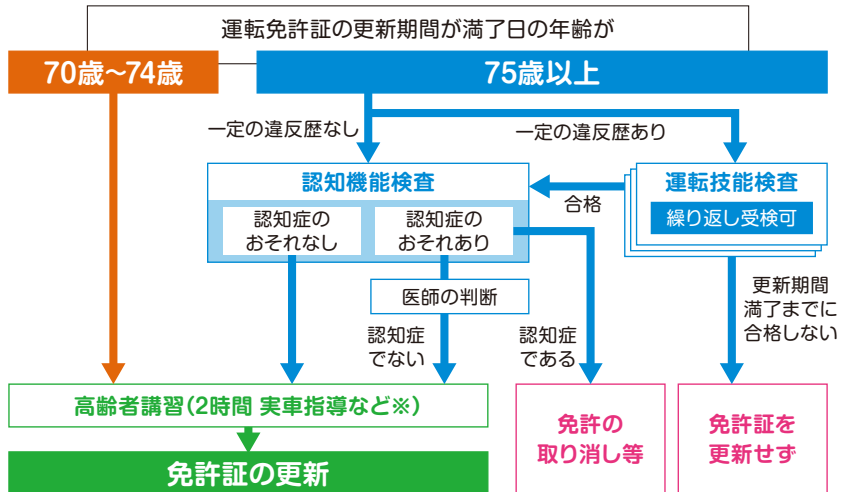 運転免許証の更新期間が満了日の年齢が
70歳〜74歳
75歳以上
一定の違反歴なし
一定の違反歴あり
認知機能検査
認知症の
おそれなし
認知症の
おそれあり
合格
運転技能検査
繰り返し受検可
医師の判断
認知症
でない
認知症
である
更新期間
満了までに
合格しない
高齢者講習(2時間 実車指導など※)
免許証の更新
免許の
取り消し等
免許証を
更新せず